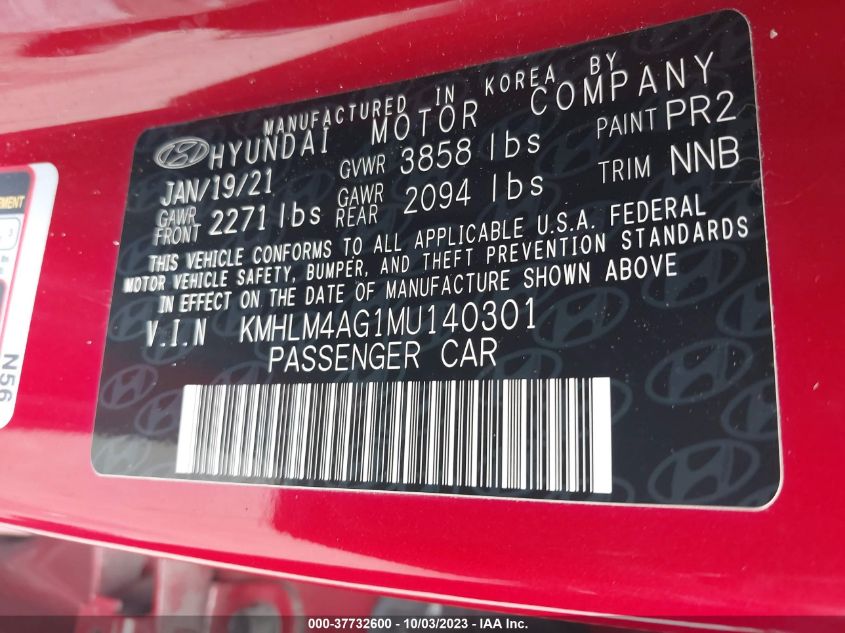 MANUFACTURED IN KOREA BY
HYUNDAI MOTOR COMPANY
JAN/19/21 GVWR 3858 lbs PAINT PR2
GAWR FRONT 2271 lbs GAWR REAR 2094 lbs TRIM NNB
THIS VEHICLE CONFORMS TO ALL APPLICABLE U.S.A. FEDERAL
MOTOR VEHICLE SAFETY, BUMPER, AND THEFT PREVENTION STANDARDS
IN EFFECT ON THE DATE OF MANUFACTURE SHOWN ABOVE
V.I.N KMHLM4AG1MU140301
PASSENGER CAR
N56
000-37732600 - 10/03/2023 - IAA Inc.